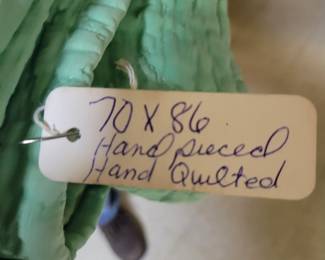 70 X 86
Hand pieced
Hand Quilted